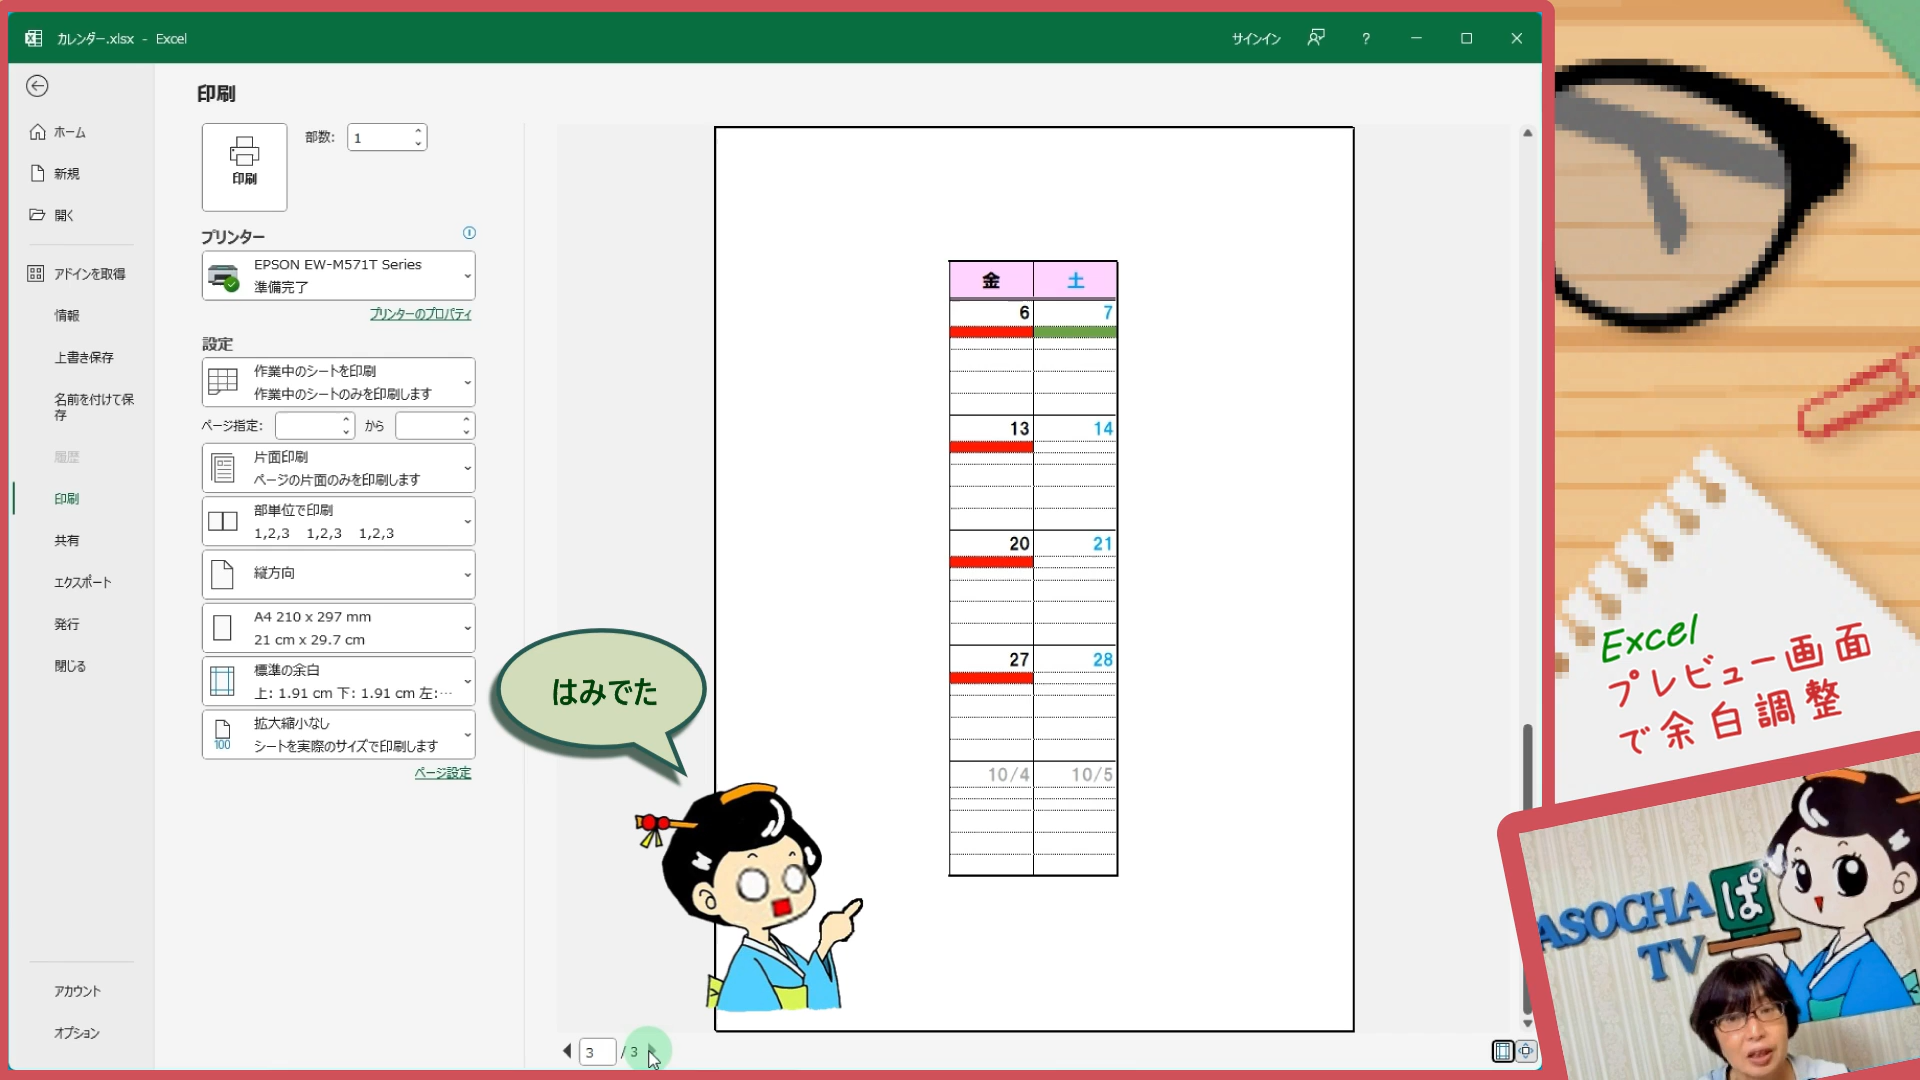 カレンダー.xlsx - Excel
サインイン
?
ホーム
新規
開く
アドインを取得
情報
上書き保存
名前を付けて保
存
履歴
印刷
共有
エクスポート
発行
閉じる
アカウント
オプション
印刷
印刷
部数: 1
プリンター
EPSON EW-M571T Series
準備完了
プリンターのプロパティ
設定
作業中のシートを印刷
作業中のシートのみを印刷します
ページ指定: から
片面印刷
ページの片面のみを印刷します
部単位で印刷
1,2,3 1,2,3 1,2,3
縦方向
A4 210 x 297 mm
21 cm x 29.7 cm
標準の余白
上: 1.91 cm 下: 1.91 cm 左:…
100
拡大縮小なし
シートを実際のサイズで印刷します
ページ設定
はみでた
金 土
6 7
13 14
20 21
27 28
10/4 10/5
3 / 3
Excel
プレビュー画面
で余白調整
ASOCHA
ぱ
TV